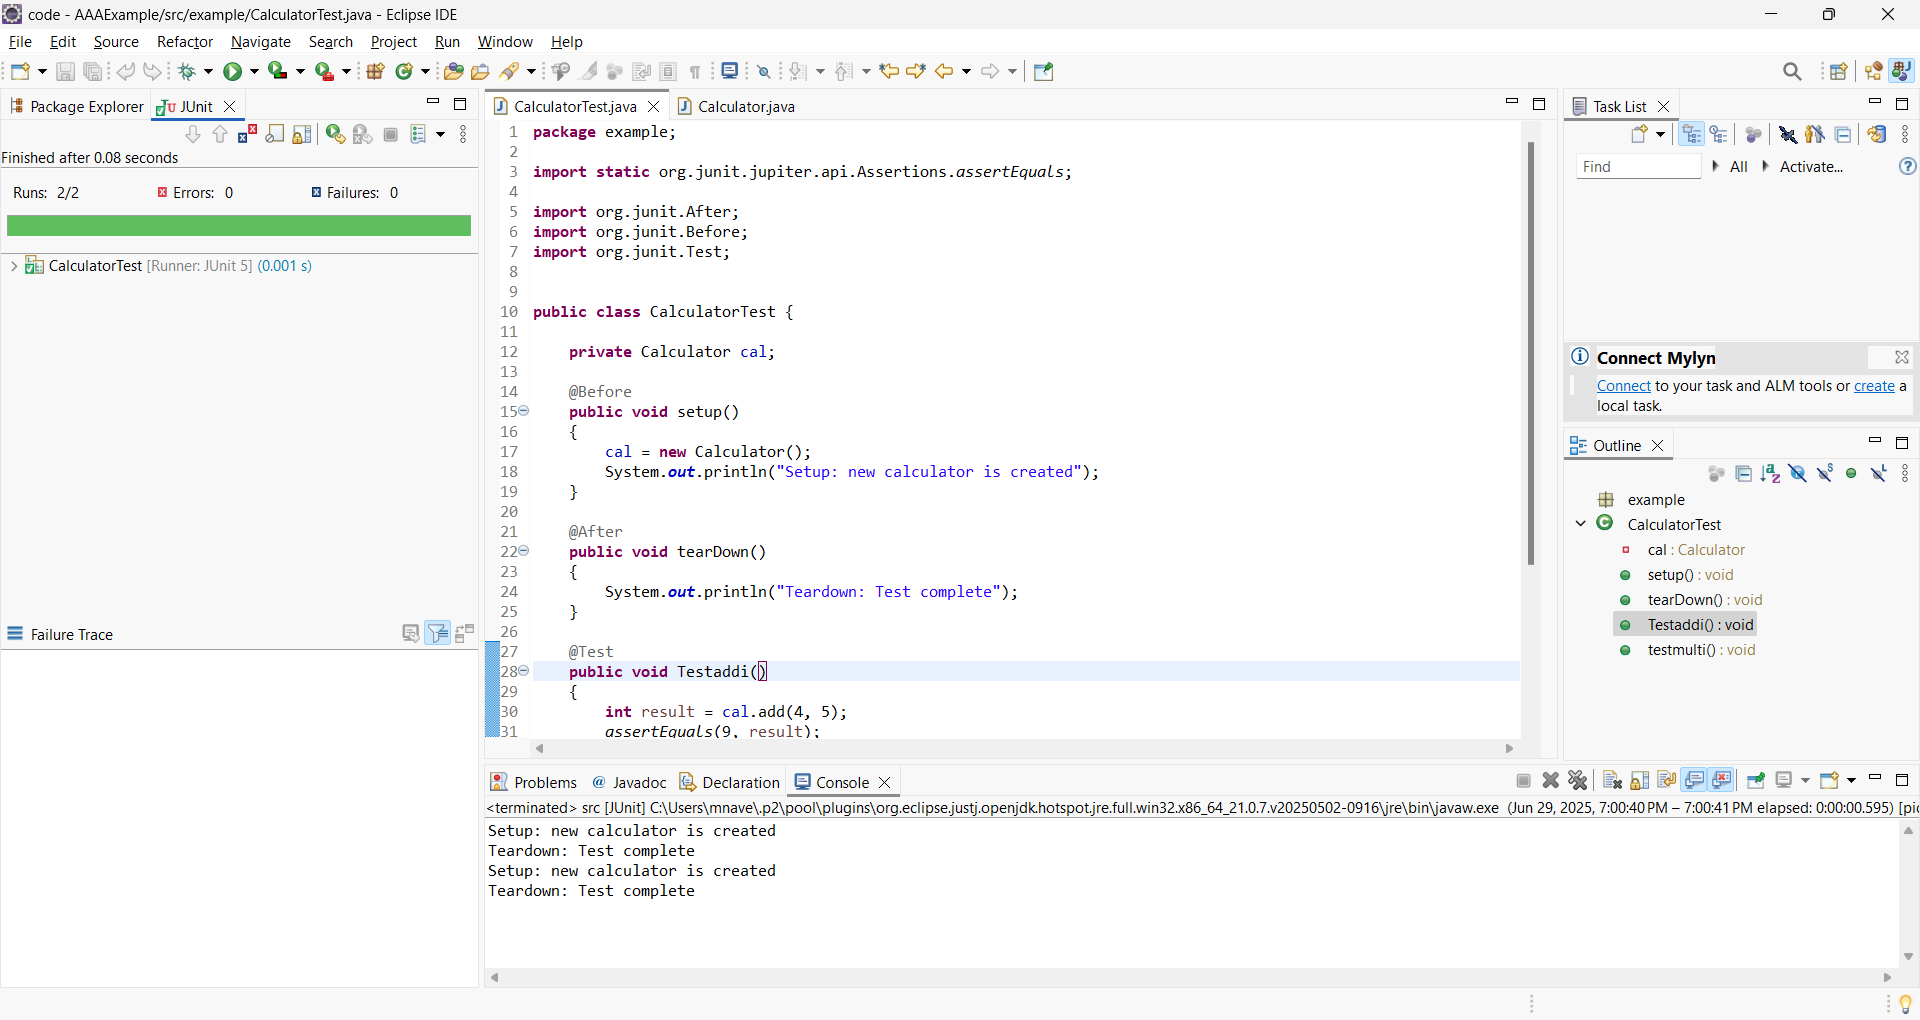 code - AAAExample/src/example/CalculatorTest.java - Eclipse IDE
File Edit Source Refactor Navigate Search Project Run Window Help
Package Explorer
JUnit
Finished after 0.08 seconds
Runs: 2/2 Errors: 0 Failures: 0
CalculatorTest [Runner: JUnit 5] (0.001 s)
Failure Trace
CalculatorTest.java
Calculator.java
1 package example;
2
3 import static org.junit.jupiter.api.Assertions.assertEquals;
4
5 import org.junit.After;
6 import org.junit.Before;
7 import org.junit.Test;
8
9
10 public class CalculatorTest {
11
12 private Calculator cal;
13
14 @Before
15 public void setup()
16 {
17 cal = new Calculator();
18 System.out.println("Setup: new calculator is created");
19 }
20
21 @After
22 public void tearDown()
23 {
24 System.out.println("Teardown: Test complete");
25 }
26
27 @Test
28 public void Testaddi()
29 {
30 int result = cal.add(4, 5);
31 assertEquals(9, result);
Task List
Find
All
Activate...
Connect Mylyn
Connect to your task and ALM tools or create a
local task.
Outline
example
CalculatorTest
cal : Calculator
setup() : void
tearDown() : void
Testaddi() : void
testmulti() : void
Problems
@ Javadoc
Declaration
Console
<terminated> src [JUnit] C:\Users\mnave\.p2\pool\plugins\org.eclipse.justj.openjdk.hotspot.jre.full.win32.x86_64_21.0.7.v20250502-0916\jre\bin\javaw.exe (Jun 29, 2025, 7:00:40 PM – 7:00:41 PM elapsed: 0:00:00.595) [pi
Setup: new calculator is created
Teardown: Test complete
Setup: new calculator is created
Teardown: Test complete